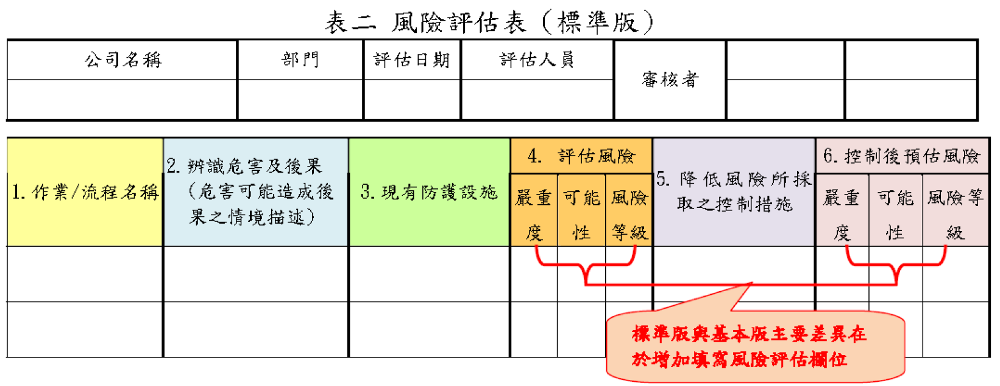 表二 風險評估表（標準版）
公司名稱 部門 評估日期 評估人員 審核者
1.作業/流程名稱
2.辨識危害及後果
（危害可能造成後
果之情境描述）
3.現有防護設施
4. 評估風險
嚴重
度
可能
性
風險
等級
5.降低風險所採
取之控制措施
6.控制後預估風險
嚴重
度
可能
性
風險等
級
標準版與基本版主要差異在
於增加填寫風險評估欄位